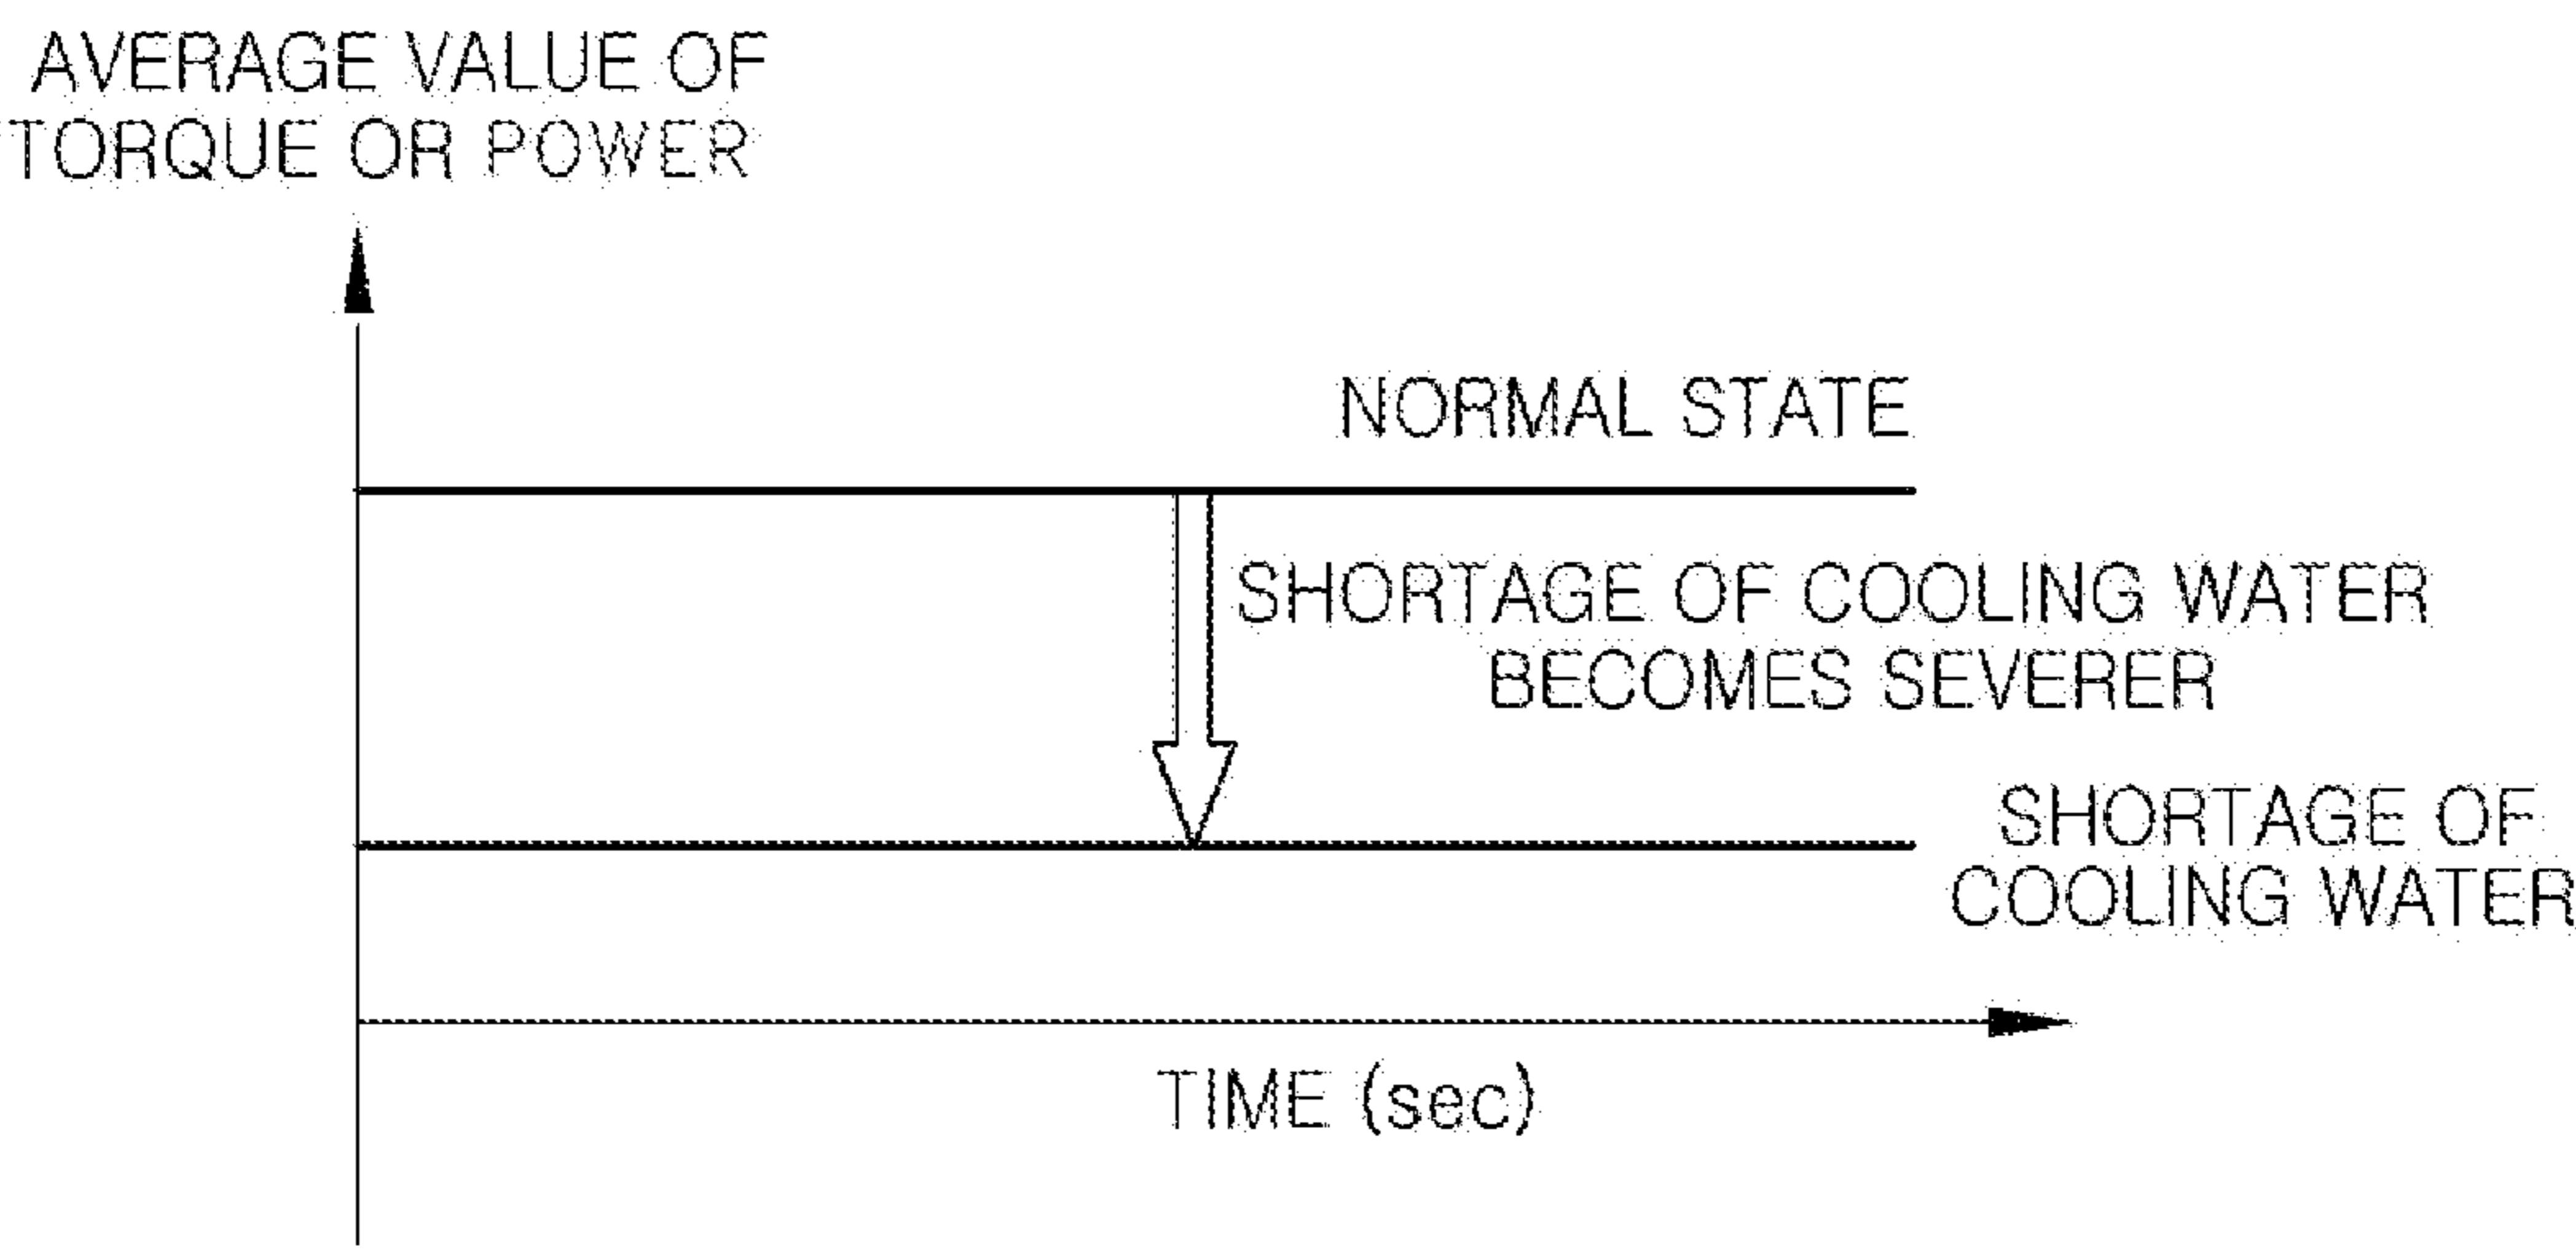 AVERAGE VALUE OF
TORQUE OR POWER
NORMAL STATE
SHORTAGE OF COOLING WATER
BECOMES SEVERER
SHORTAGE OF
COOLING WATER
TIME (sec)